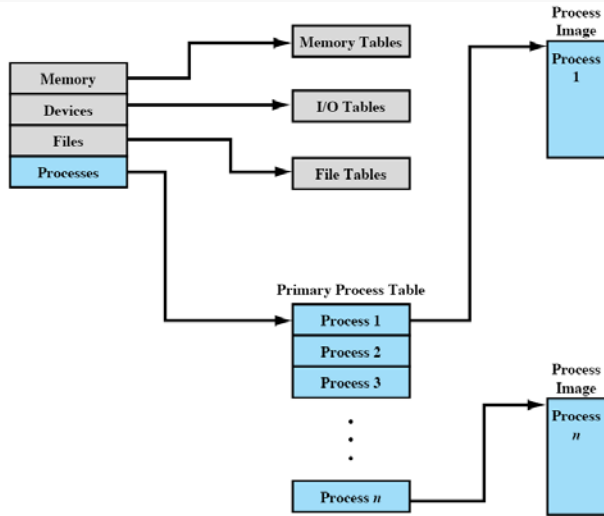 Process
Image
Process
1
Memory Tables
Memory
Devices
I/O Tables
Files
Processes
File Tables
Primary Process Table
Process 1
Process 2
Process 3
Process
Image
Process
n
Process n